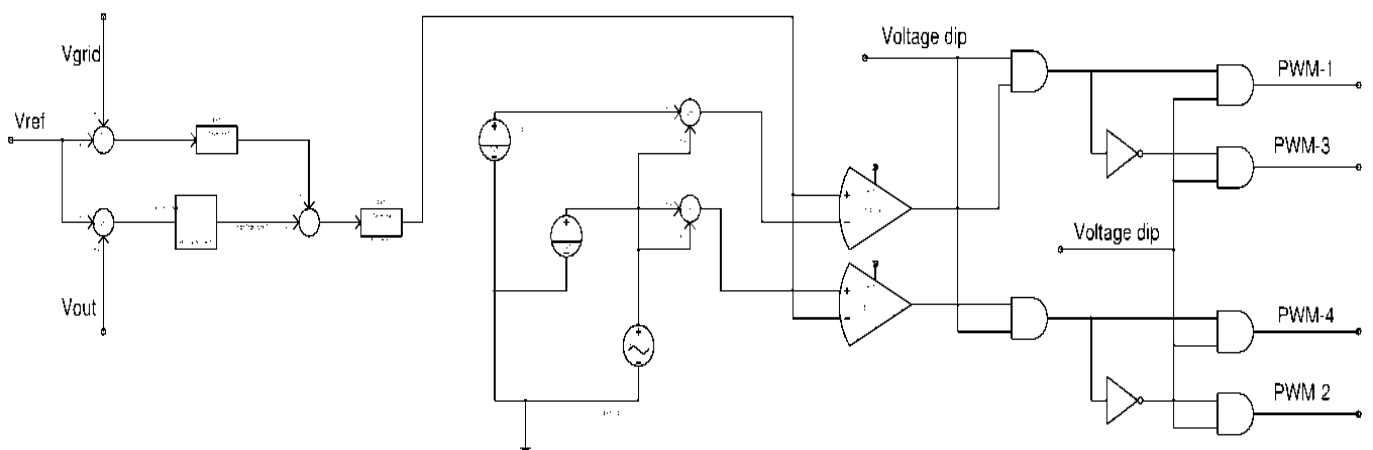 Vgrid
Vref
Vout
Voltage dip
PWM-1
PWM-3
Voltage dip
PWM-4
PWM 2